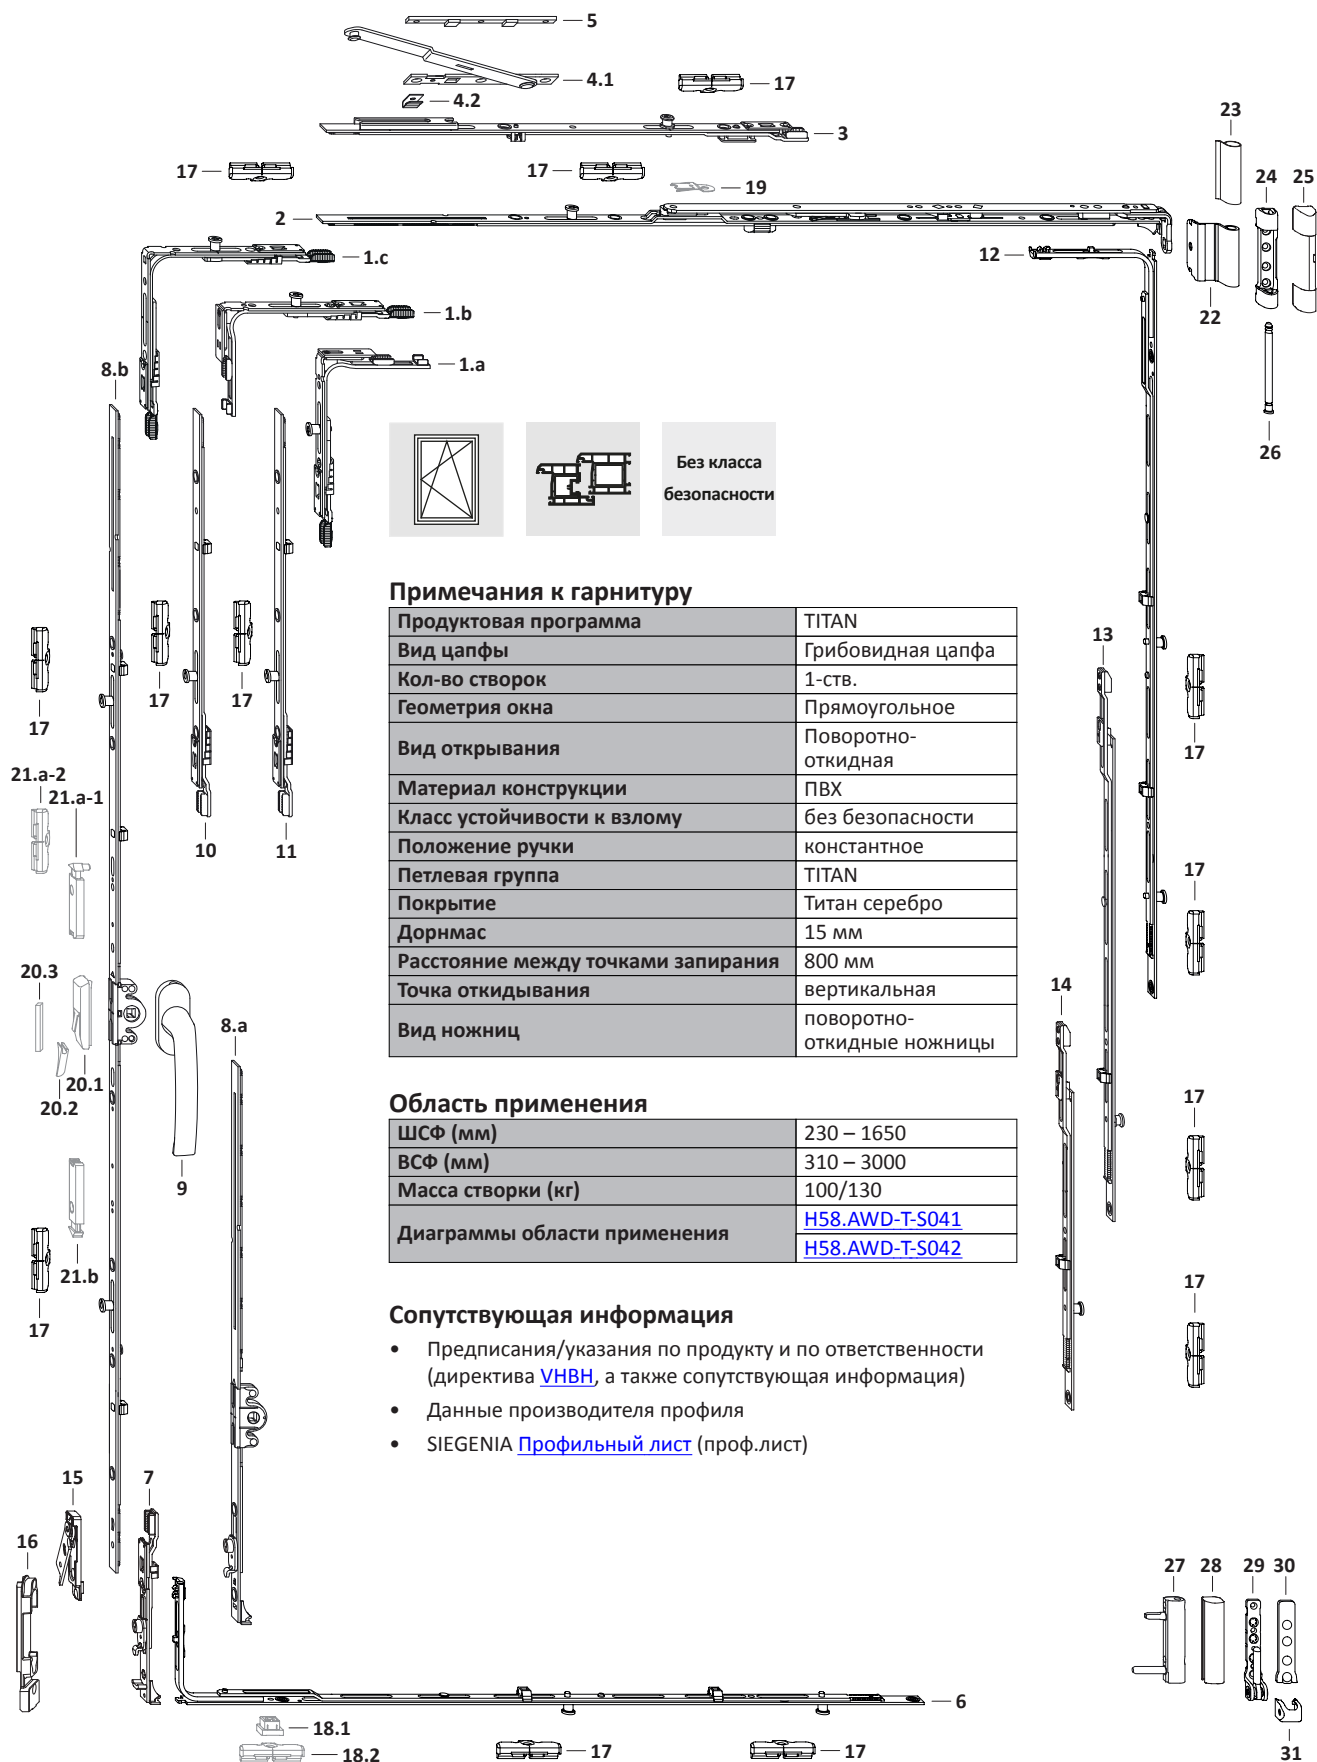 5
4.1
17
4.2
3
23
17
17
24
25
19
2
1.c
12
22
1.b
8.b
1.a
26
Без класса
безопасности
Примечания к гарнитуру
Продуктовая программа TITAN
Вид цапфы Грибовидная цапфа
Кол-во створок 1-ств.
Геометрия окна Прямоугольное
Вид открывания Поворотно-
откидная
Материал конструкции ПВХ
Класс устойчивости к взлому без безопасности
Положение ручки константное
Петлевая группа TITAN
Покрытие Титан серебро
Дорнмас 15 мм
Расстояние между точками запирания 800 мм
Точка откидывания вертикальная
Вид ножниц поворотно-
откидные ножницы
13
17
17
17
17
21.a-2
21.a-1
10
11
17
20.3
14
8.a
20.1
20.2
Область применения
ШСФ (мм) 230 – 1650
ВСФ (мм) 310 – 3000
Масса створки (кг) 100/130
Диаграммы области применения H58.AWD-T-S041
H58.AWD-T-S042
17
9
21.b
17
17
Сопутствующая информация
• Предписания/указания по продукту и по ответственности
(директива VHBH, а также сопутствующая информация)
• Данные производителя профиля
• SIEGENIA Профильный лист (проф.лист)
15
7
16
27
28
29
30
6
18.1
18.2
17
17
31